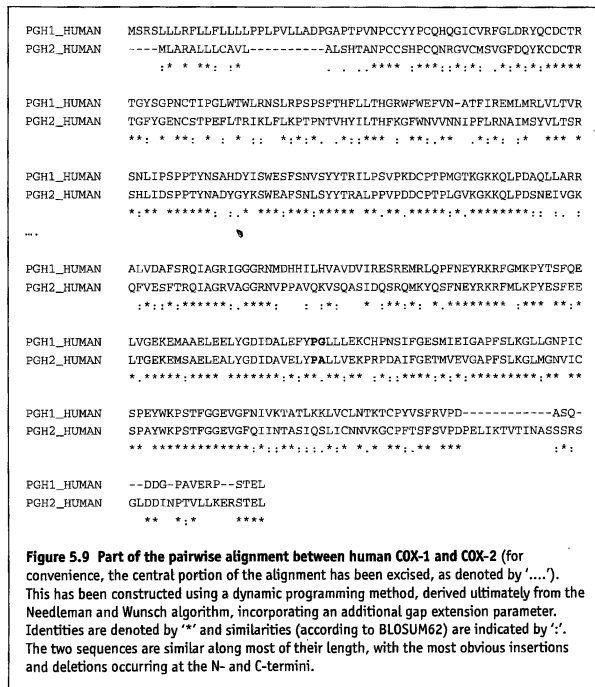 PGH1_HUMAN MSRSLLLRFLLFLLLLPPLPVLLADPGAPTPVNPCCYYPCQHQGICVRFGLDRYQCDCTR
PGH2_HUMAN ----MLARALLLCAVL---------ALSHTANPCCSHPCQNRGVCMSVGFDQYKCDCTR
:* ** :* . .. **** :***::*:*: .*:*:*:*****
PGH1_HUMAN TGYSGPNCTIPGLWTWLRNSLRPSPSFTHFLLTHGRWFWEFVN-ATFIREMLMRLVLTVR
PGH2_HUMAN TGFYGENCSTPEFLTRIKLFLKPTPNTVHYILTHFKGFWNVVNNIPFLRNAIMSYVLTSR
**: * **: * : * :: *:*:*. .*::*** : **:.** .*:*: :* *** *
PGH1_HUMAN SNLIPSPPTYNSAHDYISWESFSNVSYYTRILPSVPKDCPTPMGTKGKKQLPDAQLLARR
PGH2_HUMAN SHLIDSPPTYNADYGYKSWEAFSNLSYYTRALPPVPDDCPTPLGVKGKKQLPDSNEIVGK
*:** ******: :.* ***:***:***** **.**.*****:*.********:: :. :
....
PGH1_HUMAN ALVDAFSRQIAGRIGGGRNMDHHILHVAVDVIRESREMRLQPFNEYRKRFGMKPYTSFQE
PGH2_HUMAN QFVESFTRQIAGRVAGGRNVPPAVQKVSQASIDQSRQMKYQSFNEYRKRFMLKPYESFEE
:*::*:******:.****: : :*: * :**:*: *.******** :*** **:*
PGH1_HUMAN LVGEKEMAAELEELYGDIDALEFYPGLLLEKCHPNSIFGESMIEIGAPFSLKGLLGNPIC
PGH2_HUMAN LTGEKEMSAELEALYGDIDAVELYPALLVEKPRPDAIFGETMVEVGAPFSLKGLMGNVIC
*.*****:**** *******:*:**.**:** :*::****:*:*:*********:** **
PGH1_HUMAN SPEYWKPSTFGGEVGFNIVKTATLKKLVCLNTKTCPYVSFRVPD-----------ASQ-
PGH2_HUMAN SPAYWKPSTFGGEVGFQIINTASIQSLICNNVKGCPFTSFSVPDPELIKTVTINASSSRS
** *************:*::**:::.*:* *.* **:.** *** :*:
PGH1_HUMAN --DDG-PAVERP--STEL
PGH2_HUMAN GLDDINPTVLLKERSTEL
** *:* ****
Figure 5.9 Part of the pairwise alignment between human COX-1 and COX-2 (for
convenience, the central portion of the alignment has been excised, as denoted by '....').
This has been constructed using a dynamic programming method, derived ultimately from the
Needleman and Wunsch algorithm, incorporating an additional gap extension parameter.
Identities are denoted by '*' and similarities (according to BLOSUM62) are indicated by ':'.
The two sequences are similar along most of their length, with the most obvious insertions
and deletions occurring at the N- and C-termini.